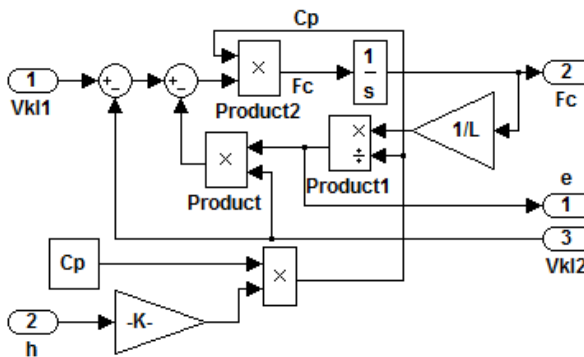 Cp
1
Vkl1
×
Product2
Fc
1
s
2
Fc
1/L
×
÷
Product1
×
Product
e
1
3
Vkl2
Cp
×
-K-
2
h